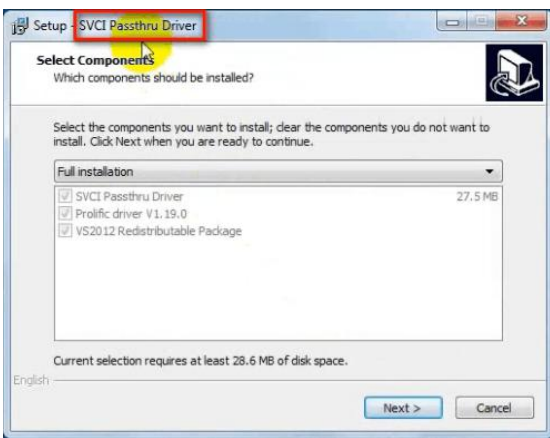 Setup - SVCI Passthru Driver
Select Components
Which components should be installed?
Select the components you want to install; clear the components you do not want to
install. Click Next when you are ready to continue.
Full installation
SVCI Passthru Driver 27.5 MB
Prolific driver V1.19.0
VS2012 Redistributable Package
Current selection requires at least 28.6 MB of disk space.
English
Next >
Cancel